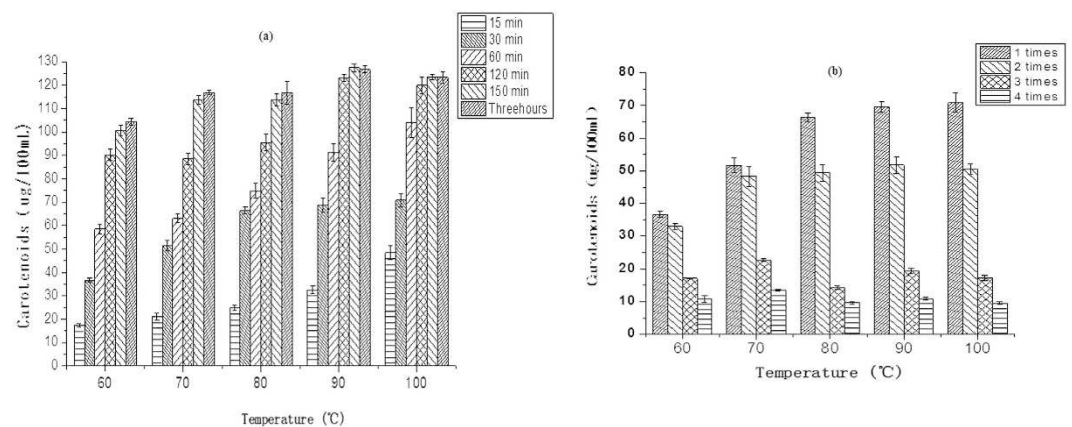 (a)
15 min
30 min
60 min
120 min
150 min
Threehours
Carotenoids (ug/100mL)
130
120
110
100
90
80
70
60
50
40
30
20
10
0
60 70 80 90 100
Temperature (℃)
(b)
1 times
2 times
3 times
4 times
Carotenoids (ug/100ml)
80
70
60
50
40
30
20
10
0
60 70 80 90 100
Temperature (℃)